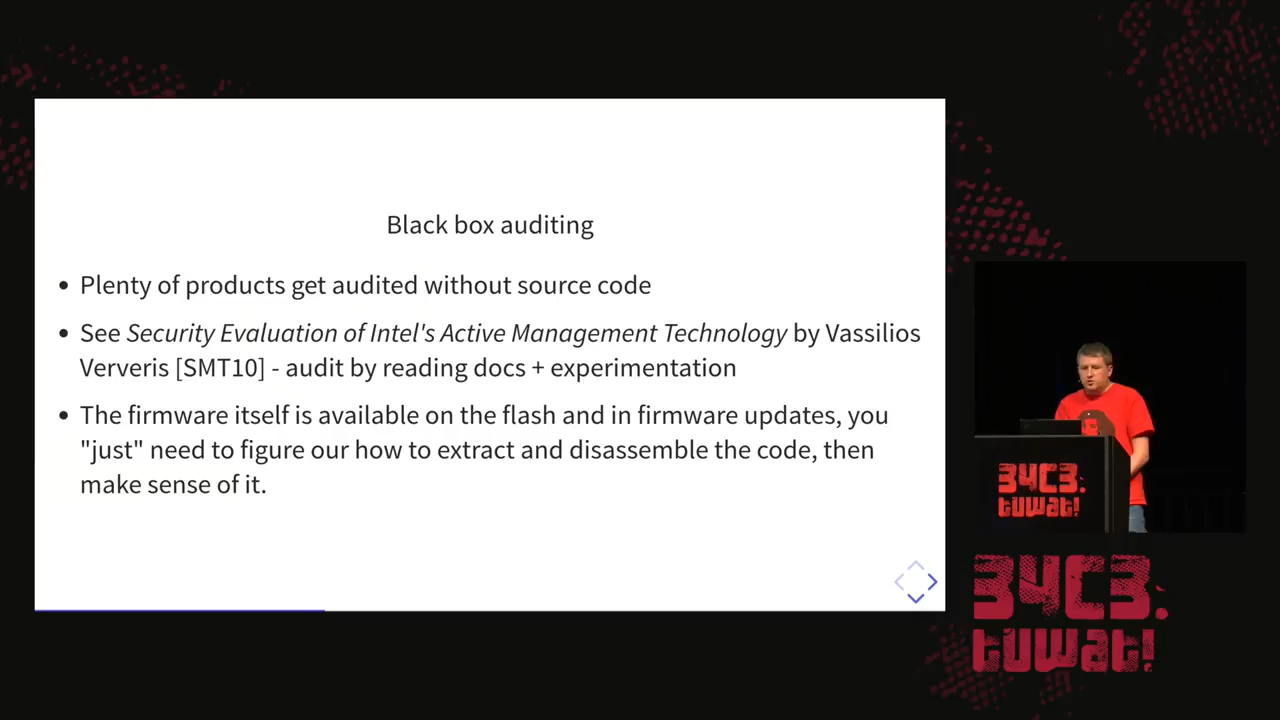 Black box auditing
• Plenty of products get audited without source code
• See Security Evaluation of Intel's Active Management Technology by Vassilios
Ververis [SMT10] - audit by reading docs + experimentation
• The firmware itself is available on the flash and in firmware updates, you
"just" need to figure our how to extract and disassemble the code, then
make sense of it.
34C3.
tuwat!
34C3.
tuwat!